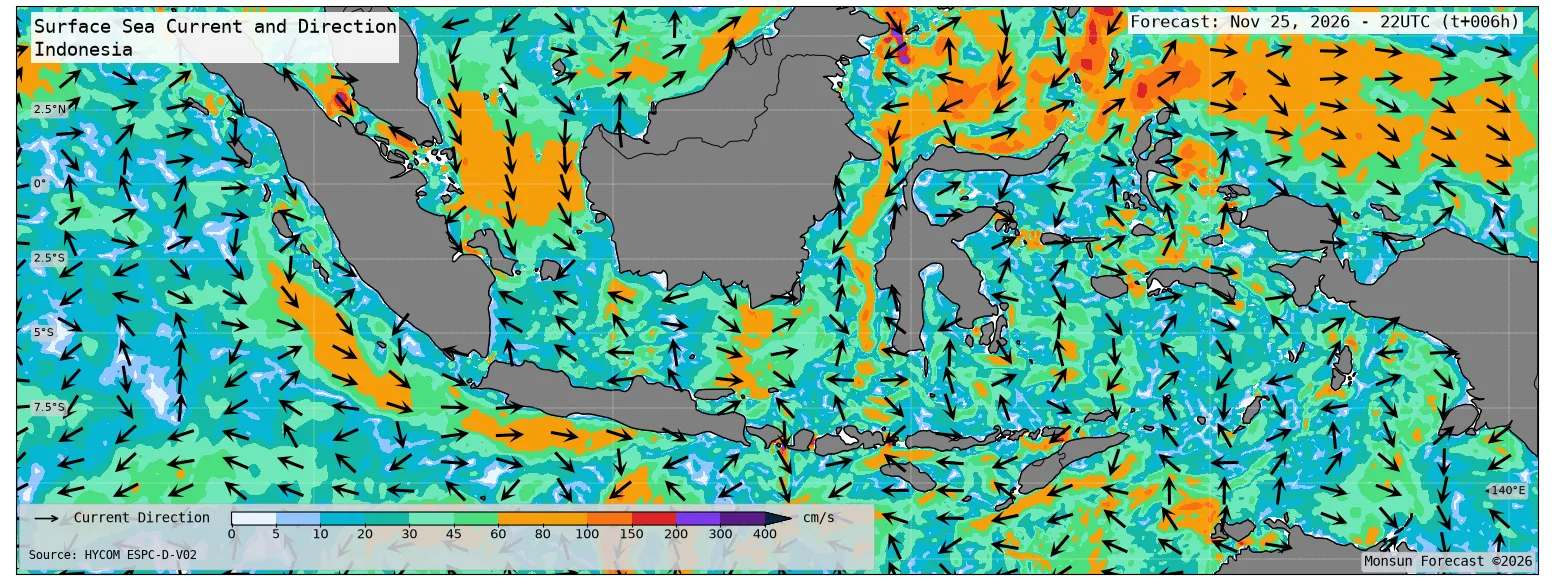 Surface Sea Current and Direction
Indonesia
Forecast: Nov 25, 2026 - 22UTC (t+006h)
2.5°N
0°
2.5°S
5°S
7.5°S
140°E
Current Direction
0 5 10 20 30 45 60 80 100 150 200 300 400
cm/s
Source: HYCOM ESPC-D-V02
Monsun Forecast ©2026